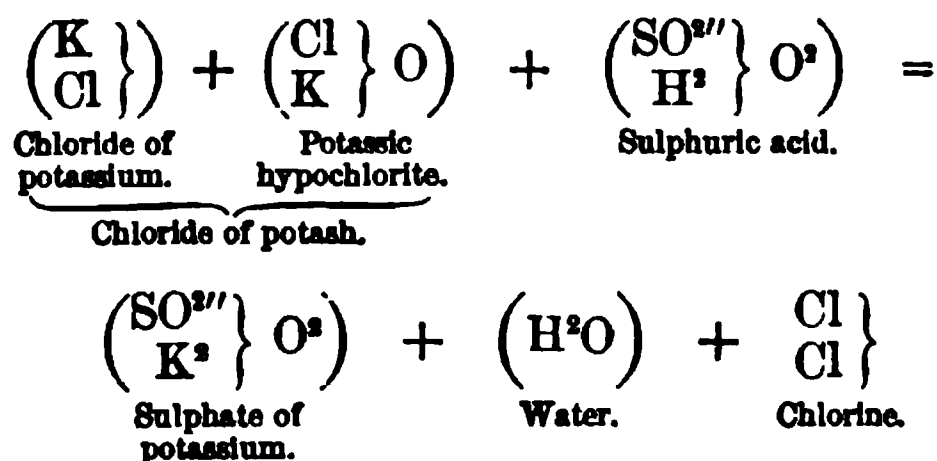 (K Cl}) + (Cl K} O) + (SO²″ H²} O²) =
Chloride of potassium. Potassic hypochlorite. Sulphuric acid.
Chloride of potash.
(SO²″ K²} O²) + (H²O) + Cl Cl}
Sulphate of potassium. Water. Chlorine.